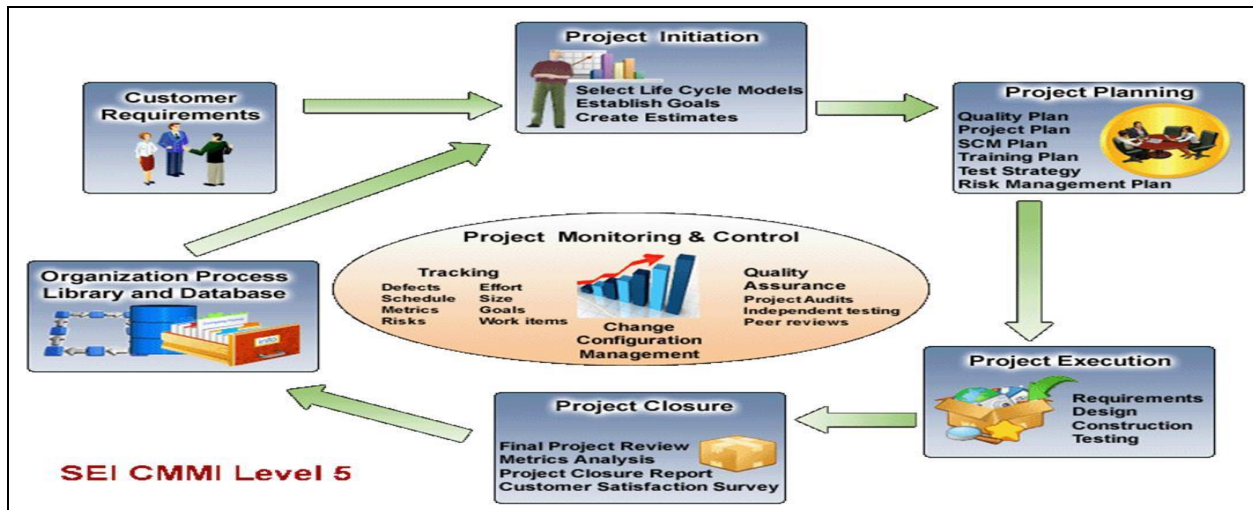 Project Initiation
Select Life Cycle Models
Establish Goals
Create Estimates
Customer
Requirements
Project Planning
Quality Plan
Project Plan
SCM Plan
Training Plan
Test Strategy
Risk Management Plan
Project Monitoring & Control
Tracking
Defects Effort
Schedule Size
Metrics Goals
Risks Work items
Change
Configuration
Management
Quality
Assurance
Project Audits
Independent testing
Peer reviews
Organization Process
Library and Database
Info
Project Execution
Requirements
Design
Construction
Testing
Project Closure
Final Project Review
Metrics Analysis
Project Closure Report
Customer Satisfaction Survey
SEI CMMI Level 5